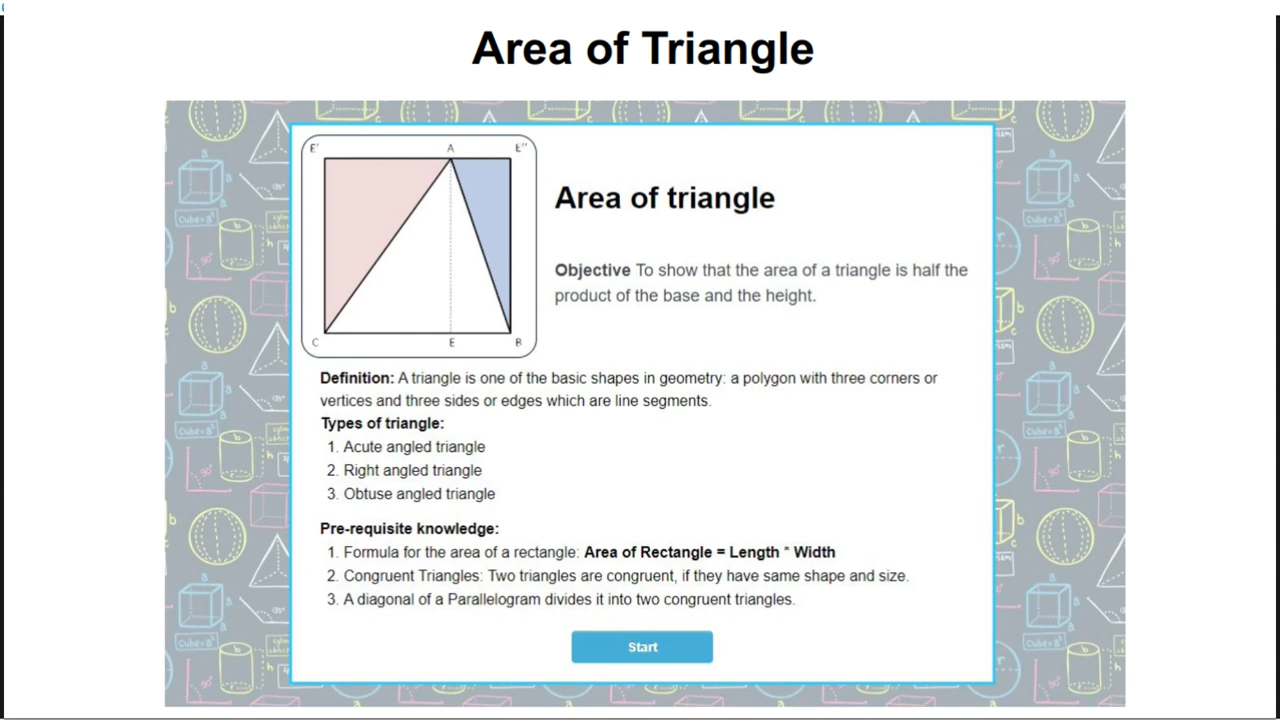 Area of Triangle
E' A E''
C E B
Area of triangle
Objective To show that the area of a triangle is half the
product of the base and the height.
Definition: A triangle is one of the basic shapes in geometry: a polygon with three corners or
vertices and three sides or edges which are line segments.
Types of triangle:
1. Acute angled triangle
2. Right angled triangle
3. Obtuse angled triangle
Pre-requisite knowledge:
1. Formula for the area of a rectangle: Area of Rectangle = Length * Width
2. Congruent Triangles: Two triangles are congruent, if they have same shape and size.
3. A diagonal of a Parallelogram divides it into two congruent triangles.
Start